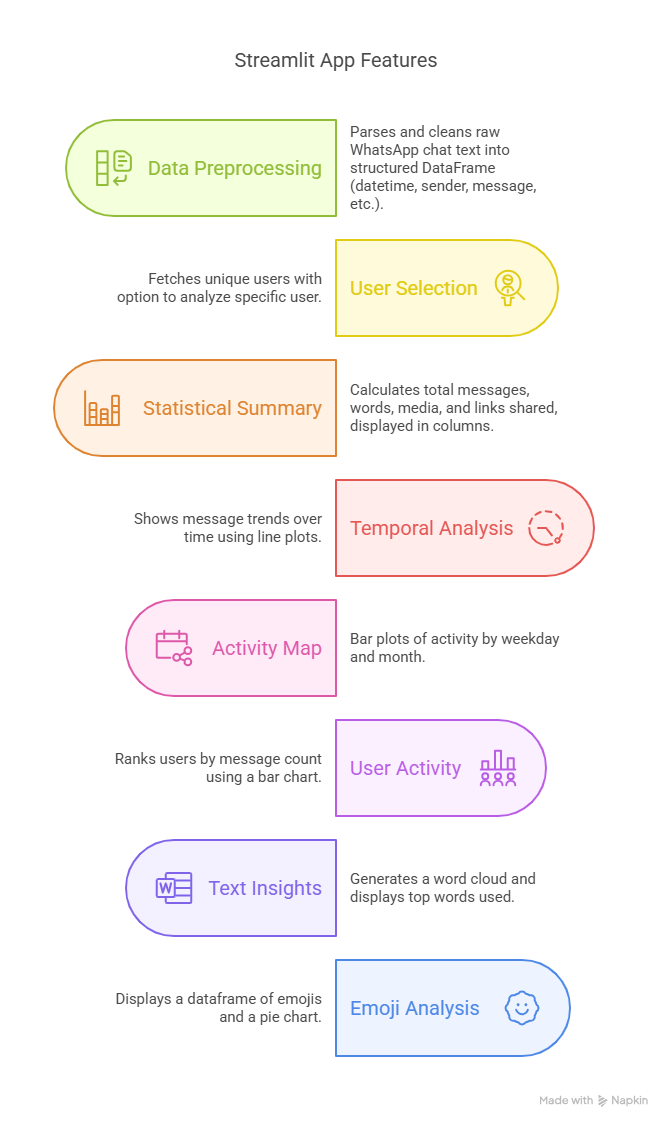 Streamlit App Features
Data Preprocessing
Parses and cleans raw
WhatsApp chat text into
structured DataFrame
(datetime, sender, message,
etc.).
Fetches unique users with
option to analyze specific user.
User Selection
Statistical Summary
Calculates total messages,
words, media, and links shared,
displayed in columns.
Shows message trends over
time using line plots.
Temporal Analysis
Activity Map
Bar plots of activity by weekday
and month.
Ranks users by message count
using a bar chart.
User Activity
W
Text Insights
Generates a word cloud and
displays top words used.
Displays a dataframe of emojis
and a pie chart.
Emoji Analysis
Made with Napkin